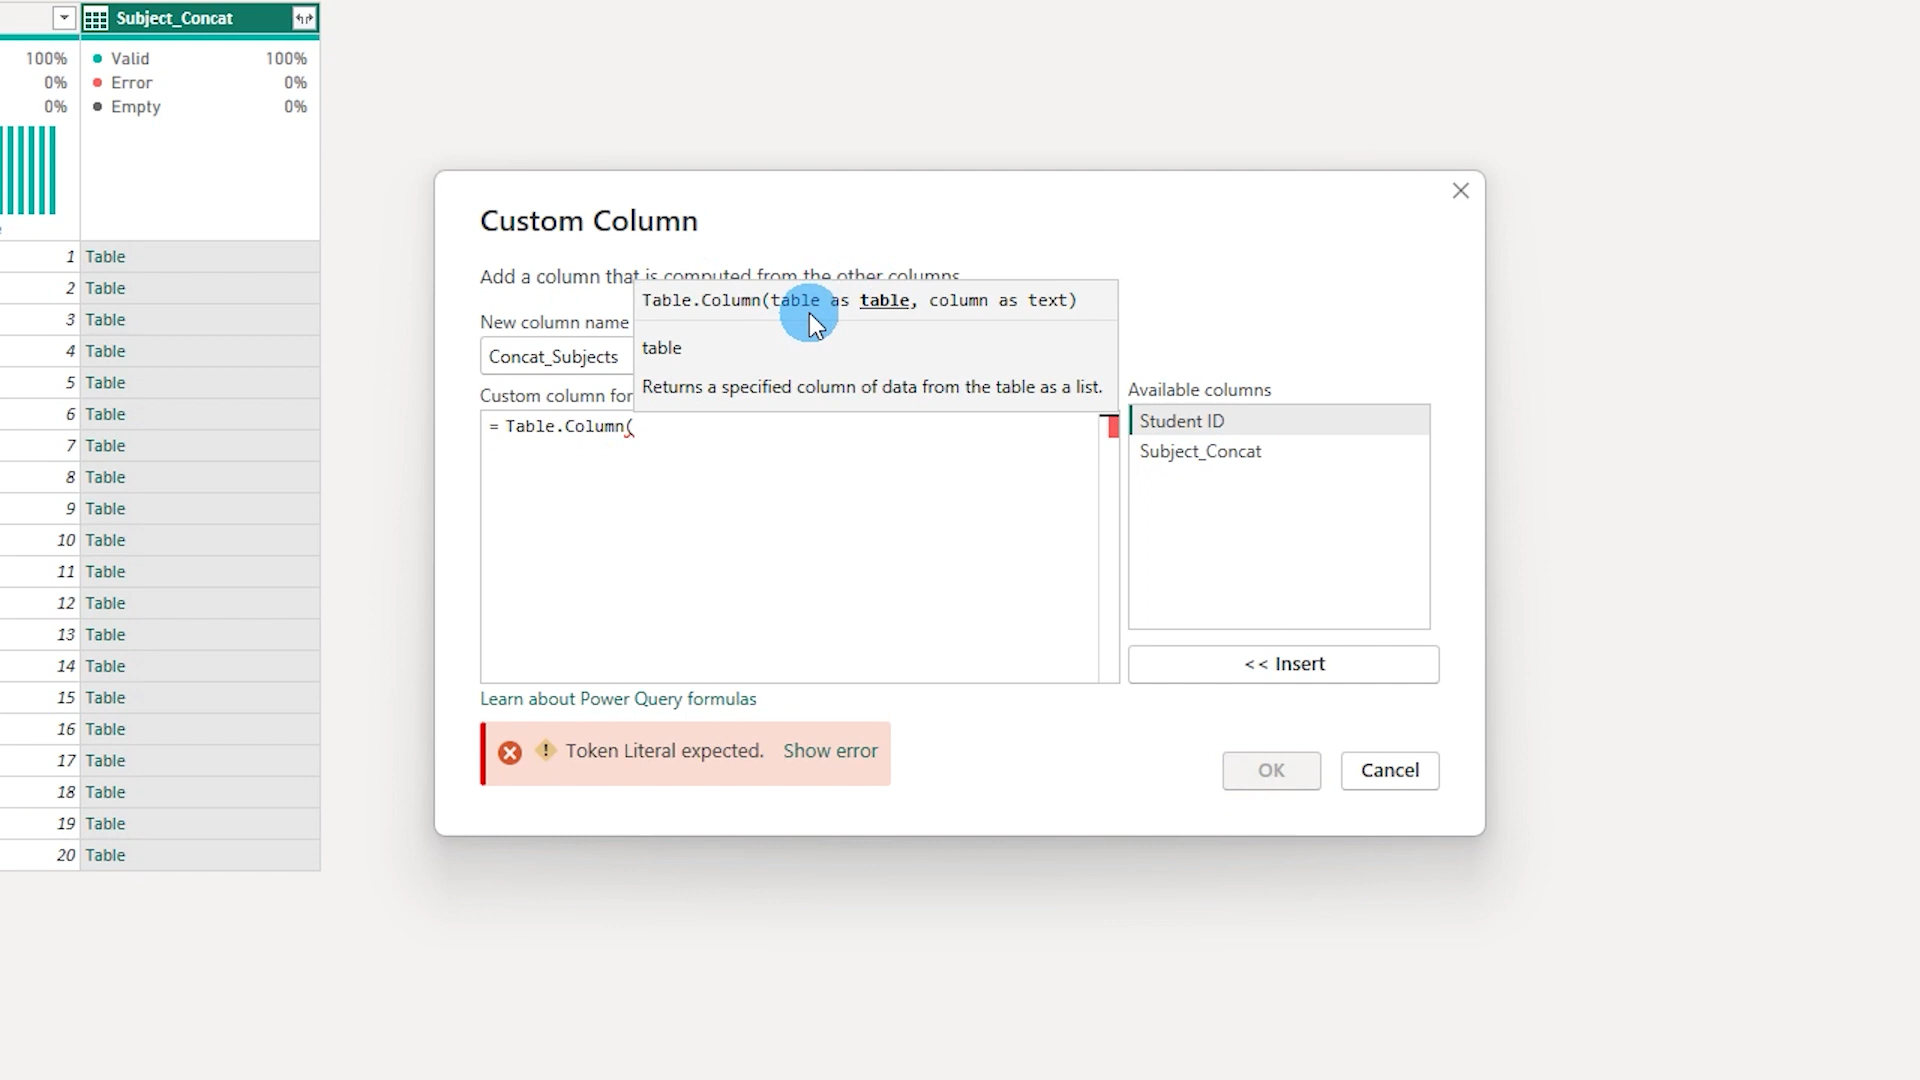 Subject_Concat
100%
0%
0%
Valid 100%
Error 0%
Empty 0%
1 Table
2 Table
3 Table
4 Table
5 Table
6 Table
7 Table
8 Table
9 Table
10 Table
11 Table
12 Table
13 Table
14 Table
15 Table
16 Table
17 Table
18 Table
19 Table
20 Table
Custom Column
Add a column that is computed from the other columns
Table.Column(table as table, column as text)
table
Returns a specified column of data from the table as a list.
New column name
Concat_Subjects
Custom column for
= Table.Column(
Available columns
Student ID
Subject_Concat
<< Insert
Learn about Power Query formulas
Token Literal expected. Show error
OK
Cancel